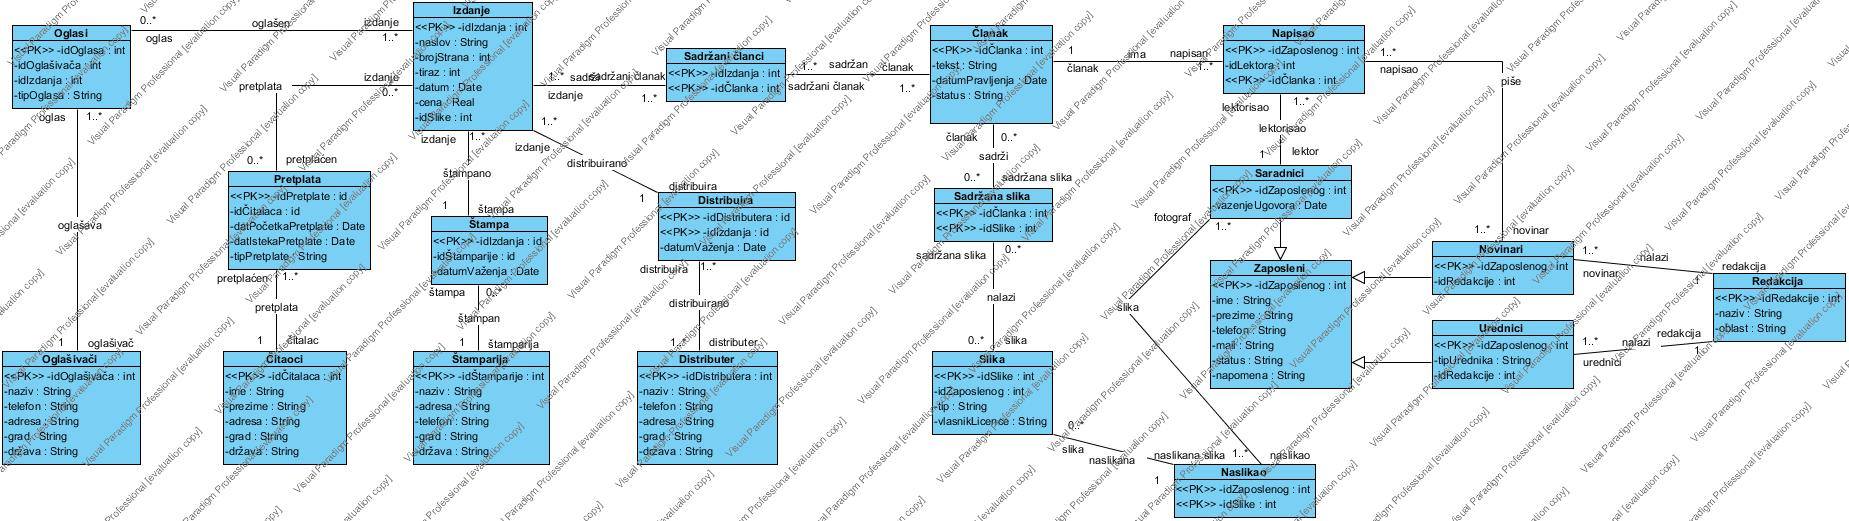 Oglasi
<<PK>> -idOglasa : int
-idOglašivača : int
-idIzdanja : int
-tipOglasa : String
0..*
oglas
oglašen
izdanje
1..*
Izdanje
<<PK>> -idIzdanja : int
-naslov : String
-brojStrana : int
-tiraz : int
-datum : Date
-cena : Real
-idSlike : int
izdanje
0..*
pretplata
0..*
pretplaćen
Pretplata
<<PK>> -idPretplate : id
-idČitalaca : id
-datPočetkaPretplate : Date
-datIstekaPretplate : Date
-tipPretplate : String
pretplaćen
1..*
pretplata
1
čitalac
Čitaoci
<<PK>> -idČitalaca : int
-ime : String
-prezime : String
-adresa : String
-grad : String
-država : String
oglas
1..*
oglašava
1
oglašivač
Oglašivači
<<PK>> -idOglašivača : int
-naziv : String
-telefon : String
-adresa : String
-grad : String
-država : String
izdanje
1..*
štampano
1
štampa
Štampa
<<PK>> -idIzdanja : id
-idŠtamparije : id
-datumVaženja : Date
štampa
0..*
štampan
1
štamparija
Štamparija
<<PK>> -idŠtamparije : int
-naziv : String
-adresa : String
-telefon : String
-grad : String
-država : String
1..*
izdanje
distribuirano
distribuira
1
Distribuira
<<PK>> -idDistributera : id
<<PK>> -idIzdanja : id
-datumVaženja : Date
distribuira
1..*
distribuirano
1..*
distributer
Distributer
<<PK>> -idDistributera : int
-naziv : String
-telefon : String
-adresa : String
-grad : String
-država : String
1..*
sadrži
sadržani članak
izdanje
1..*
Sadržani članci
<<PK>> -idIzdanja : int
<<PK>> -idČlanka : int
1..*
sadržan
članak
sadržani članak
1..*
Članak
<<PK>> -idČlanka : int
-tekst : String
-datumPravljenja : Date
-status : String
1
članak
ima
napisan
1..*
Napisao
<<PK>> -idZaposlenog : int
-idLektora : int
<<PK>> -idČlanka : int
1..*
napisao
piše
1..*
novinar
lektorisao
1..*
lektorisao
1
lektor
Saradnici
<<PK>> -idZaposlenog : int
-vazenjeUgovora : Date
fotograf
1..*
slika
1..*
naslikao
članak
0..*
sadrži
0..*
sadržana slika
Sadržana slika
<<PK>> -idČlanka : int
<<PK>> -idSlike : int
sadržana slika
0..*
nalazi
0..*
slika
Slika
<<PK>> -idSlike : int
-idZaposlenog : int
-tip : String
-vlasnikLicence : String
0..*
slika
naslikana
naslikana slika
1
Naslikao
<<PK>> -idZaposlenog : int
<<PK>> -idSlike : int
Zaposleni
<<PK>> -idZaposlenog : int
-ime : String
-prezime : String
-telefon : String
-mail : String
-status : String
-napomena : String
Novinari
<<PK>> -idZaposlenog : int
-idRedakcije : int
1..*
novinar
nalazi
redakcija
1
Redakcija
<<PK>> -idRedakcije : int
-naziv : String
-oblast : String
Urednici
<<PK>> -idZaposlenog : int
-tipUrednika : String
-idRedakcije : int
1..*
urednici
nalazi
redakcija
1
Visual Paradigm Professional [evaluation copy]